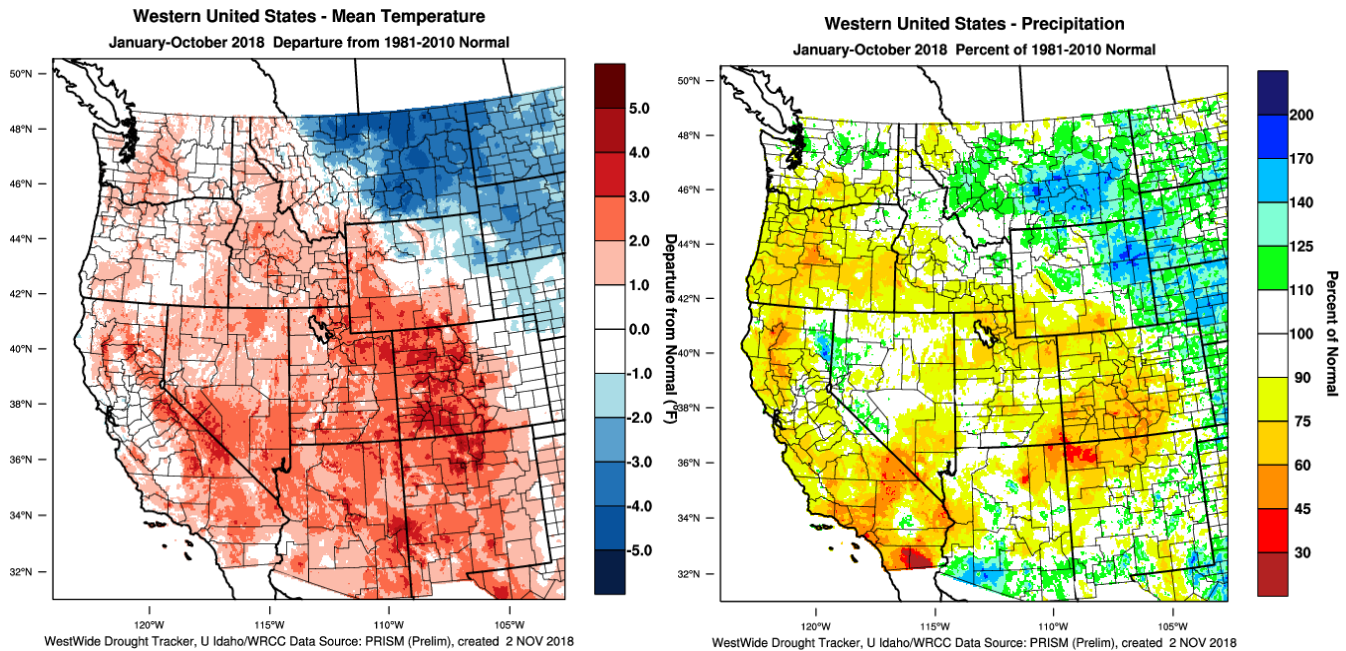 Western United States - Mean Temperature
January-October 2018  Departure from 1981-2010 Normal
50°N
48°N
46°N
44°N
42°N
40°N
38°N
36°N
34°N
32°N
120°W
115°W
110°W
105°W
5.0
4.0
3.0
2.0
1.0
0.0
-1.0
-2.0
-3.0
-4.0
-5.0
Departure from Normal (°F)
WestWide Drought Tracker, U Idaho/WRCC Data Source: PRISM (Prelim), created  2 NOV 2018
Western United States - Precipitation
January-October 2018  Percent of 1981-2010 Normal
50°N
48°N
46°N
44°N
42°N
40°N
38°N
36°N
34°N
32°N
120°W
115°W
110°W
105°W
200
170
140
125
110
100
90
75
60
45
30
Percent of Normal
WestWide Drought Tracker, U Idaho/WRCC Data Source: PRISM (Prelim), created  2 NOV 2018